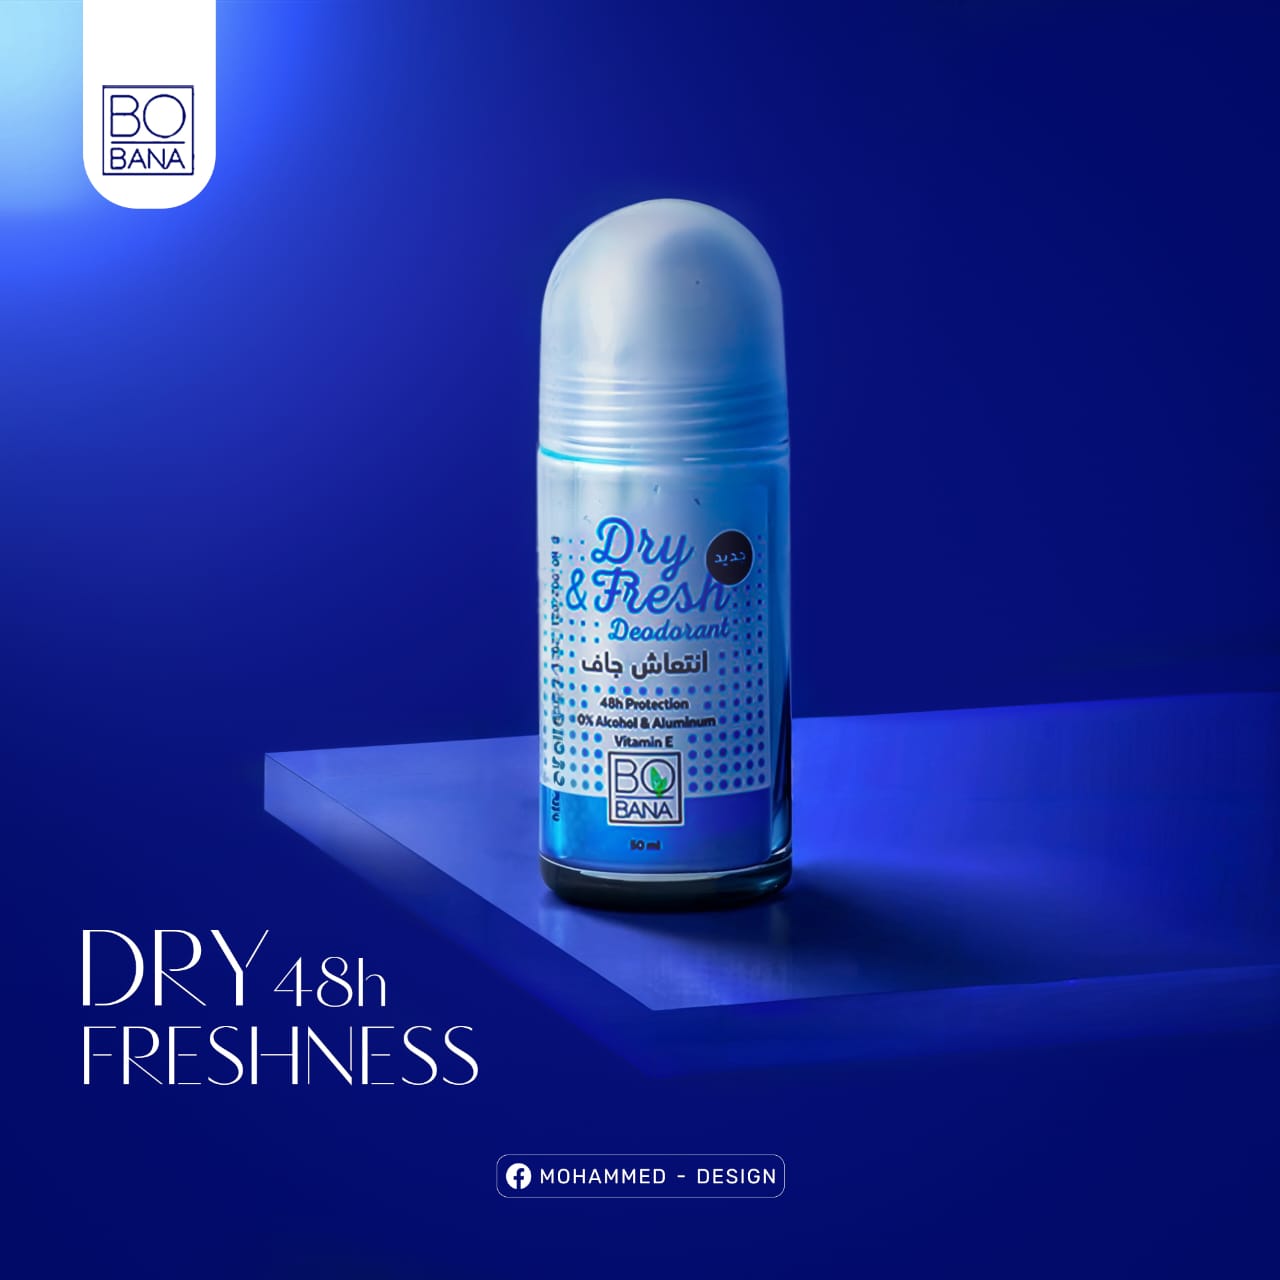 BO
BANA
Dry
& Fresh
جديد
Deodorant
انتعاش جاف
48h Protection
0% Alcohol & Aluminum
Vitamin E
BO
BANA
50 ml
DRY 48h
FRESHNESS
MOHAMMED - DESIGN